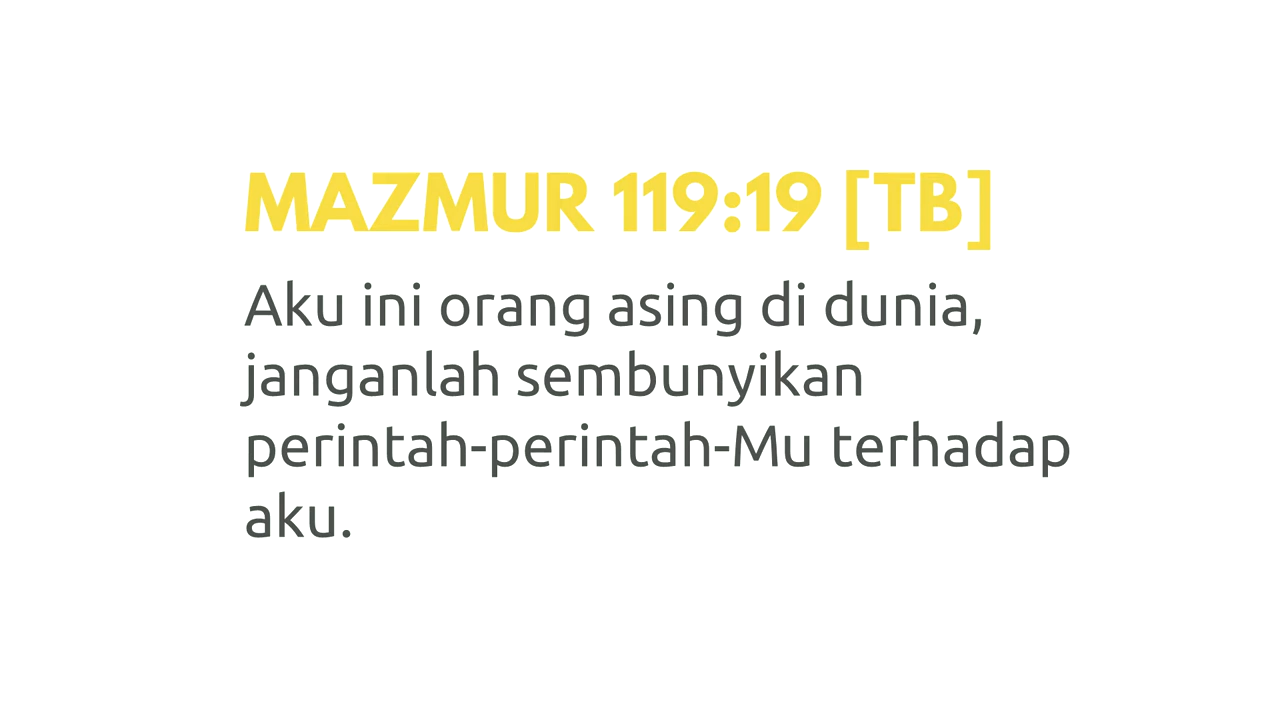 MAZMUR 119:19 [TB]
Aku ini orang asing di dunia,
janganlah sembunyikan
perintah-perintah-Mu terhadap
aku.